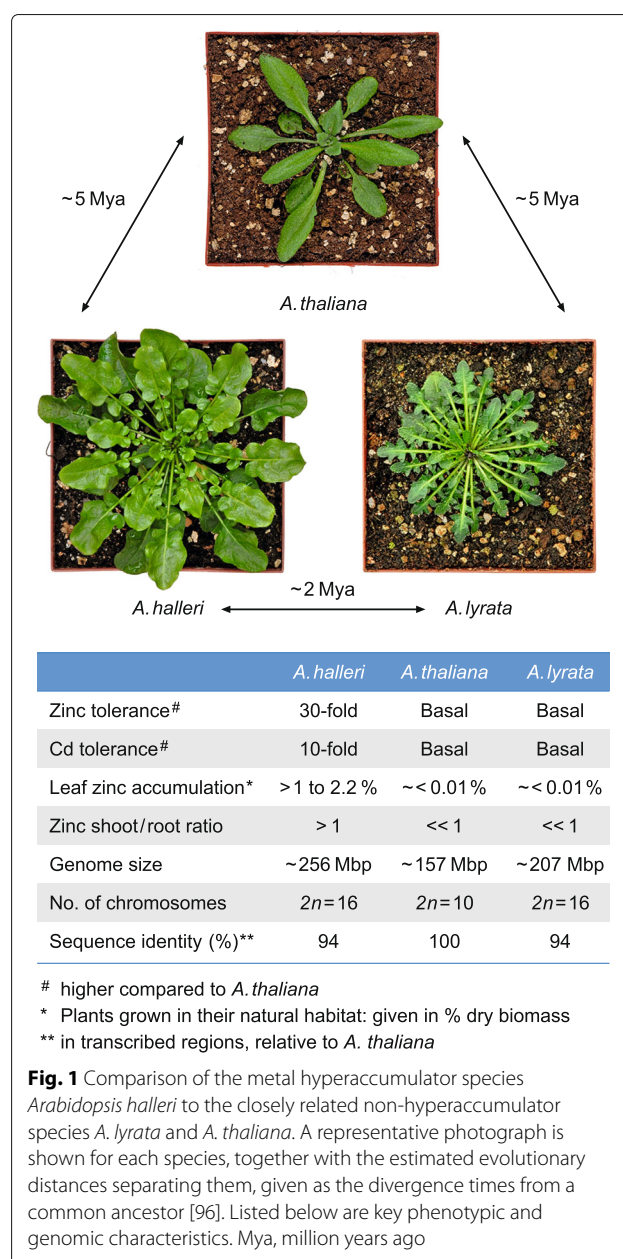 ~5 Mya
~5 Mya
A. thaliana
A. halleri
~2 Mya
A. lyrata
A. halleri A. thaliana A. lyrata
Zinc tolerance# 30-fold Basal Basal
Cd tolerance# 10-fold Basal Basal
Leaf zinc accumulation* >1 to 2.2 % ~< 0.01 % ~< 0.01 %
Zinc shoot/root ratio > 1 << 1 << 1
Genome size ~256 Mbp ~157 Mbp ~207 Mbp
No. of chromosomes 2n=16 2n=10 2n=16
Sequence identity (%)** 94 100 94
# higher compared to A. thaliana
* Plants grown in their natural habitat: given in % dry biomass
** in transcribed regions, relative to A. thaliana
Fig. 1 Comparison of the metal hyperaccumulator species
Arabidopsis halleri to the closely related non-hyperaccumulator
species A. lyrata and A. thaliana. A representative photograph is
shown for each species, together with the estimated evolutionary
distances separating them, given as the divergence times from a
common ancestor [96]. Listed below are key phenotypic and
genomic characteristics. Mya, million years ago